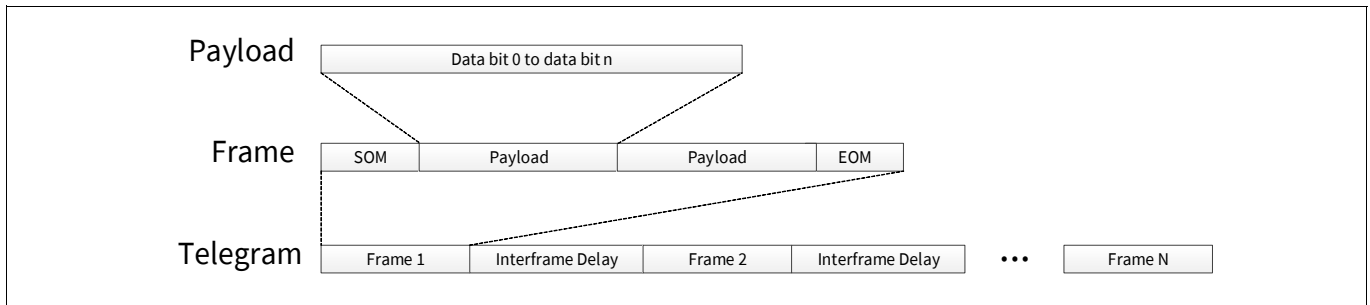 Payload Data bit 0 to data bit n
Frame SOM Payload Payload EOM
Telegram Frame 1 Interframe Delay Frame 2 Interframe Delay ••• Frame N